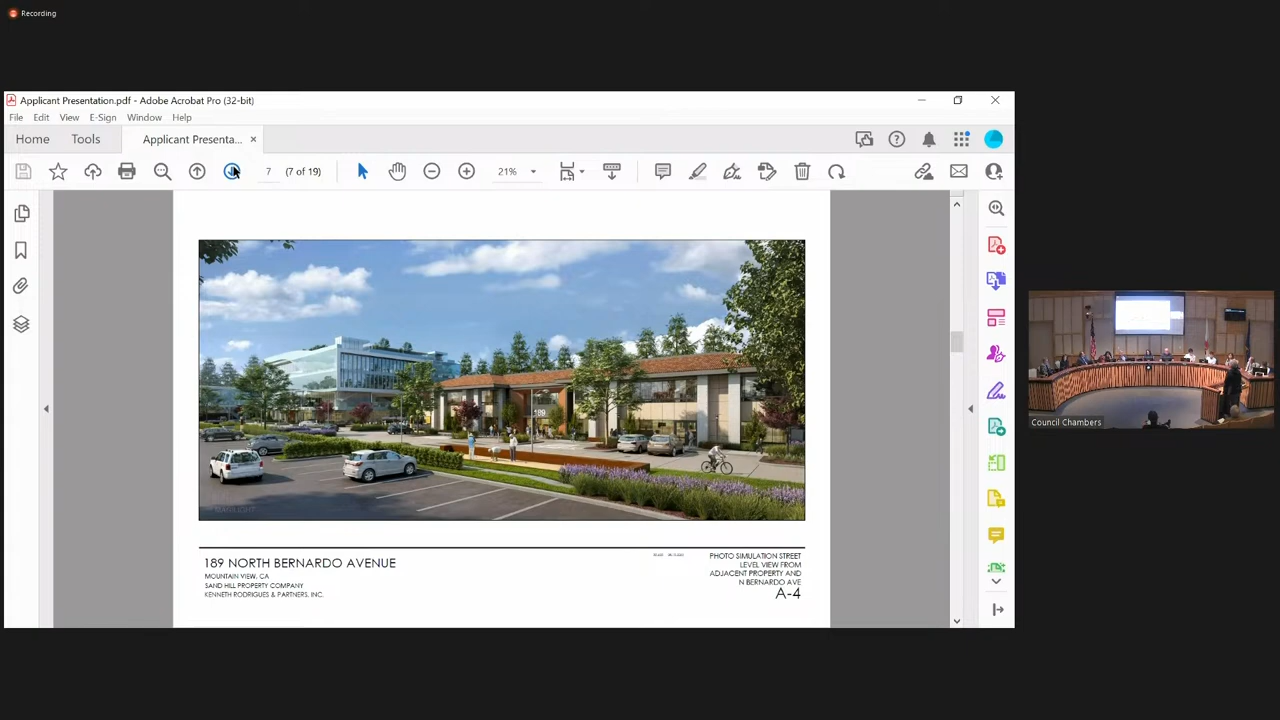 Recording
Applicant Presentation.pdf - Adobe Acrobat Pro (32-bit)
File Edit View E-Sign Window Help
Home Tools Applicant Presenta... ×
7 (7 of 19) 21%
189
189 NORTH BERNARDO AVENUE
MOUNTAIN VIEW, CA
SAND HILL PROPERTY COMPANY
KENNETH RODRIGUES & PARTNERS, INC.
PHOTO SIMULATION STREET
LEVEL VIEW FROM
ADJACENT PROPERTY AND
N BERNARDO AVE
A-4
Council Chambers